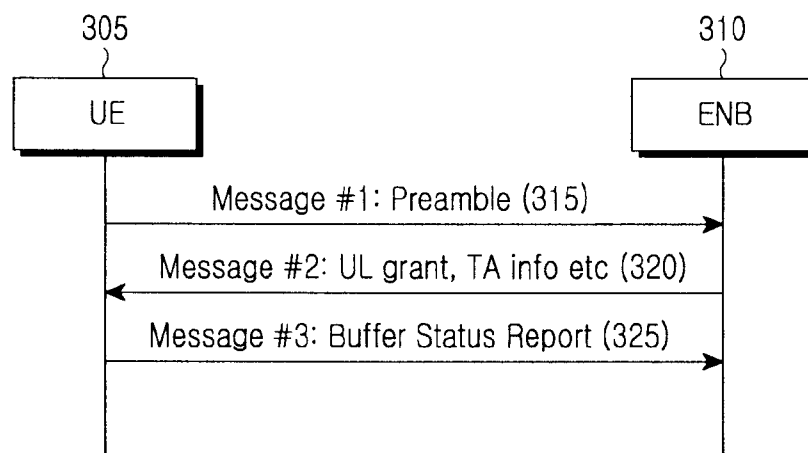 305
310
UE
ENB
Message #1: Preamble (315)
Message #2: UL grant, TA info etc (320)
Message #3: Buffer Status Report (325)